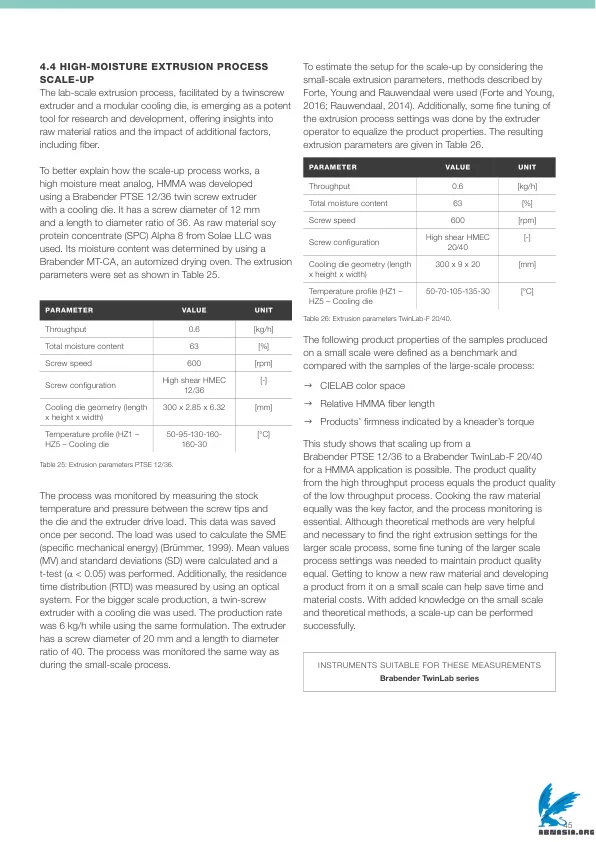 4.4 HIGH-MOISTURE EXTRUSION PROCESS
SCALE-UP
The lab-scale extrusion process, facilitated by a twinscrew
extruder and a modular cooling die, is emerging as a potent
tool for research and development, offering insights into
raw material ratios and the impact of additional factors,
including fiber.
To better explain how the scale-up process works, a
high moisture meat analog, HMMA was developed
using a Brabender PTSE 12/36 twin screw extruder
with a cooling die. It has a screw diameter of 12 mm
and a length to diameter ratio of 36. As raw material soy
protein concentrate (SPC) Alpha 8 from Solae LLC was
used. Its moisture content was determined by using a
Brabender MT-CA, an automized drying oven. The extrusion
parameters were set as shown in Table 25.
PARAMETER VALUE UNIT
Throughput 0.6 [kg/h]
Total moisture content 63 [%]
Screw speed 600 [rpm]
Screw configuration High shear HMEC 12/36 [-]
Cooling die geometry (length
x height x width) 300 x 2.85 x 6.32 [mm]
Temperature profile (HZ1 –
HZ5 – Cooling die 50-95-130-160-
160-30 [°C]
Table 25: Extrusion parameters PTSE 12/36.
The process was monitored by measuring the stock
temperature and pressure between the screw tips and
the die and the extruder drive load. This data was saved
once per second. The load was used to calculate the SME
(specific mechanical energy) (Brümmer, 1999). Mean values
(MV) and standard deviations (SD) were calculated and a
t-test (α < 0.05) was performed. Additionally, the residence
time distribution (RTD) was measured by using an optical
system. For the bigger scale production, a twin-screw
extruder with a cooling die was used. The production rate
was 6 kg/h while using the same formulation. The extruder
has a screw diameter of 20 mm and a length to diameter
ratio of 40. The process was monitored the same way as
during the small-scale process.
To estimate the setup for the scale-up by considering the
small-scale extrusion parameters, methods described by
Forte, Young and Rauwendaal were used (Forte and Young,
2016; Rauwendaal, 2014). Additionally, some fine tuning of
the extrusion process settings was done by the extruder
operator to equalize the product properties. The resulting
extrusion parameters are given in Table 26.
PARAMETER VALUE UNIT
Throughput 0.6 [kg/h]
Total moisture content 63 [%]
Screw speed 600 [rpm]
Screw configuration High shear HMEC
20/40 [-]
Cooling die geometry (length
x height x width) 300 x 9 x 20 [mm]
Temperature profile (HZ1 –
HZ5 – Cooling die 50-70-105-135-30 [°C]
Table 26: Extrusion parameters TwinLab-F 20/40.
The following product properties of the samples produced
on a small scale were defined as a benchmark and
compared with the samples of the large-scale process:
→ CIELAB color space
→ Relative HMMA fiber length
→ Products' firmness indicated by a kneader's torque
This study shows that scaling up from a
Brabender PTSE 12/36 to a Brabender TwinLab-F 20/40
for a HMMA application is possible. The product quality
from the high throughput process equals the product quality
of the low throughput process. Cooking the raw material
equally was the key factor, and the process monitoring is
essential. Although theoretical methods are very helpful
and necessary to find the right extrusion settings for the
larger scale process, some fine tuning of the larger scale
process settings was needed to maintain product quality
equal. Getting to know a new raw material and developing
a product from it on a small scale can help save time and
material costs. With added knowledge on the small scale
and theoretical methods, a scale-up can be performed
successfully.
INSTRUMENTS SUITABLE FOR THESE MEASUREMENTS
Brabender TwinLab series
45
ABNASIA.ORG